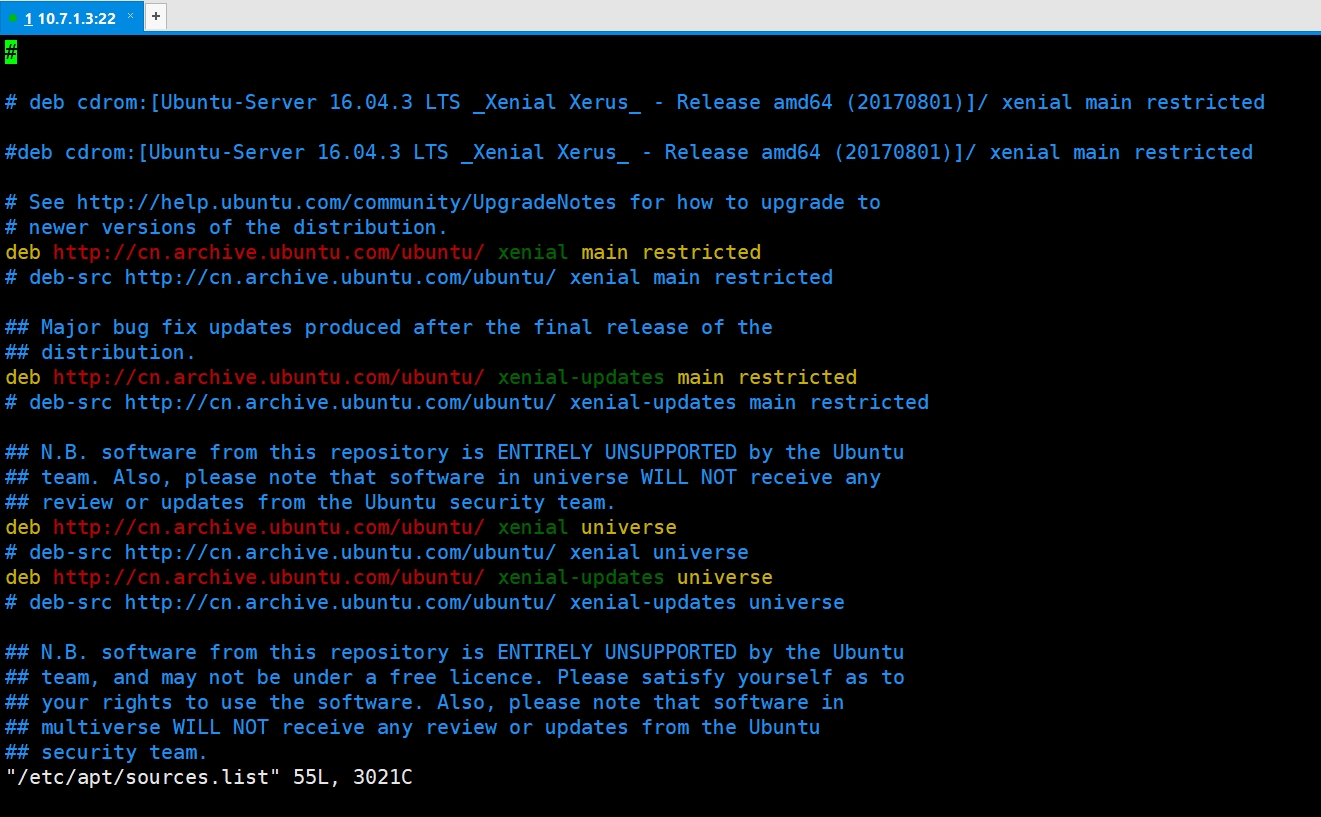 1 10.7.1.3:22 × +
#
# deb cdrom:[Ubuntu-Server 16.04.3 LTS _Xenial Xerus_ - Release amd64 (20170801)]/ xenial main restricted
#deb cdrom:[Ubuntu-Server 16.04.3 LTS _Xenial Xerus_ - Release amd64 (20170801)]/ xenial main restricted
# See http://help.ubuntu.com/community/UpgradeNotes for how to upgrade to
# newer versions of the distribution.
deb http://cn.archive.ubuntu.com/ubuntu/ xenial main restricted
# deb-src http://cn.archive.ubuntu.com/ubuntu/ xenial main restricted
## Major bug fix updates produced after the final release of the
## distribution.
deb http://cn.archive.ubuntu.com/ubuntu/ xenial-updates main restricted
# deb-src http://cn.archive.ubuntu.com/ubuntu/ xenial-updates main restricted
## N.B. software from this repository is ENTIRELY UNSUPPORTED by the Ubuntu
## team. Also, please note that software in universe WILL NOT receive any
## review or updates from the Ubuntu security team.
deb http://cn.archive.ubuntu.com/ubuntu/ xenial universe
# deb-src http://cn.archive.ubuntu.com/ubuntu/ xenial universe
deb http://cn.archive.ubuntu.com/ubuntu/ xenial-updates universe
# deb-src http://cn.archive.ubuntu.com/ubuntu/ xenial-updates universe
## N.B. software from this repository is ENTIRELY UNSUPPORTED by the Ubuntu
## team, and may not be under a free licence. Please satisfy yourself as to
## your rights to use the software. Also, please note that software in
## multiverse WILL NOT receive any review or updates from the Ubuntu
## security team.
"/etc/apt/sources.list" 55L, 3021C